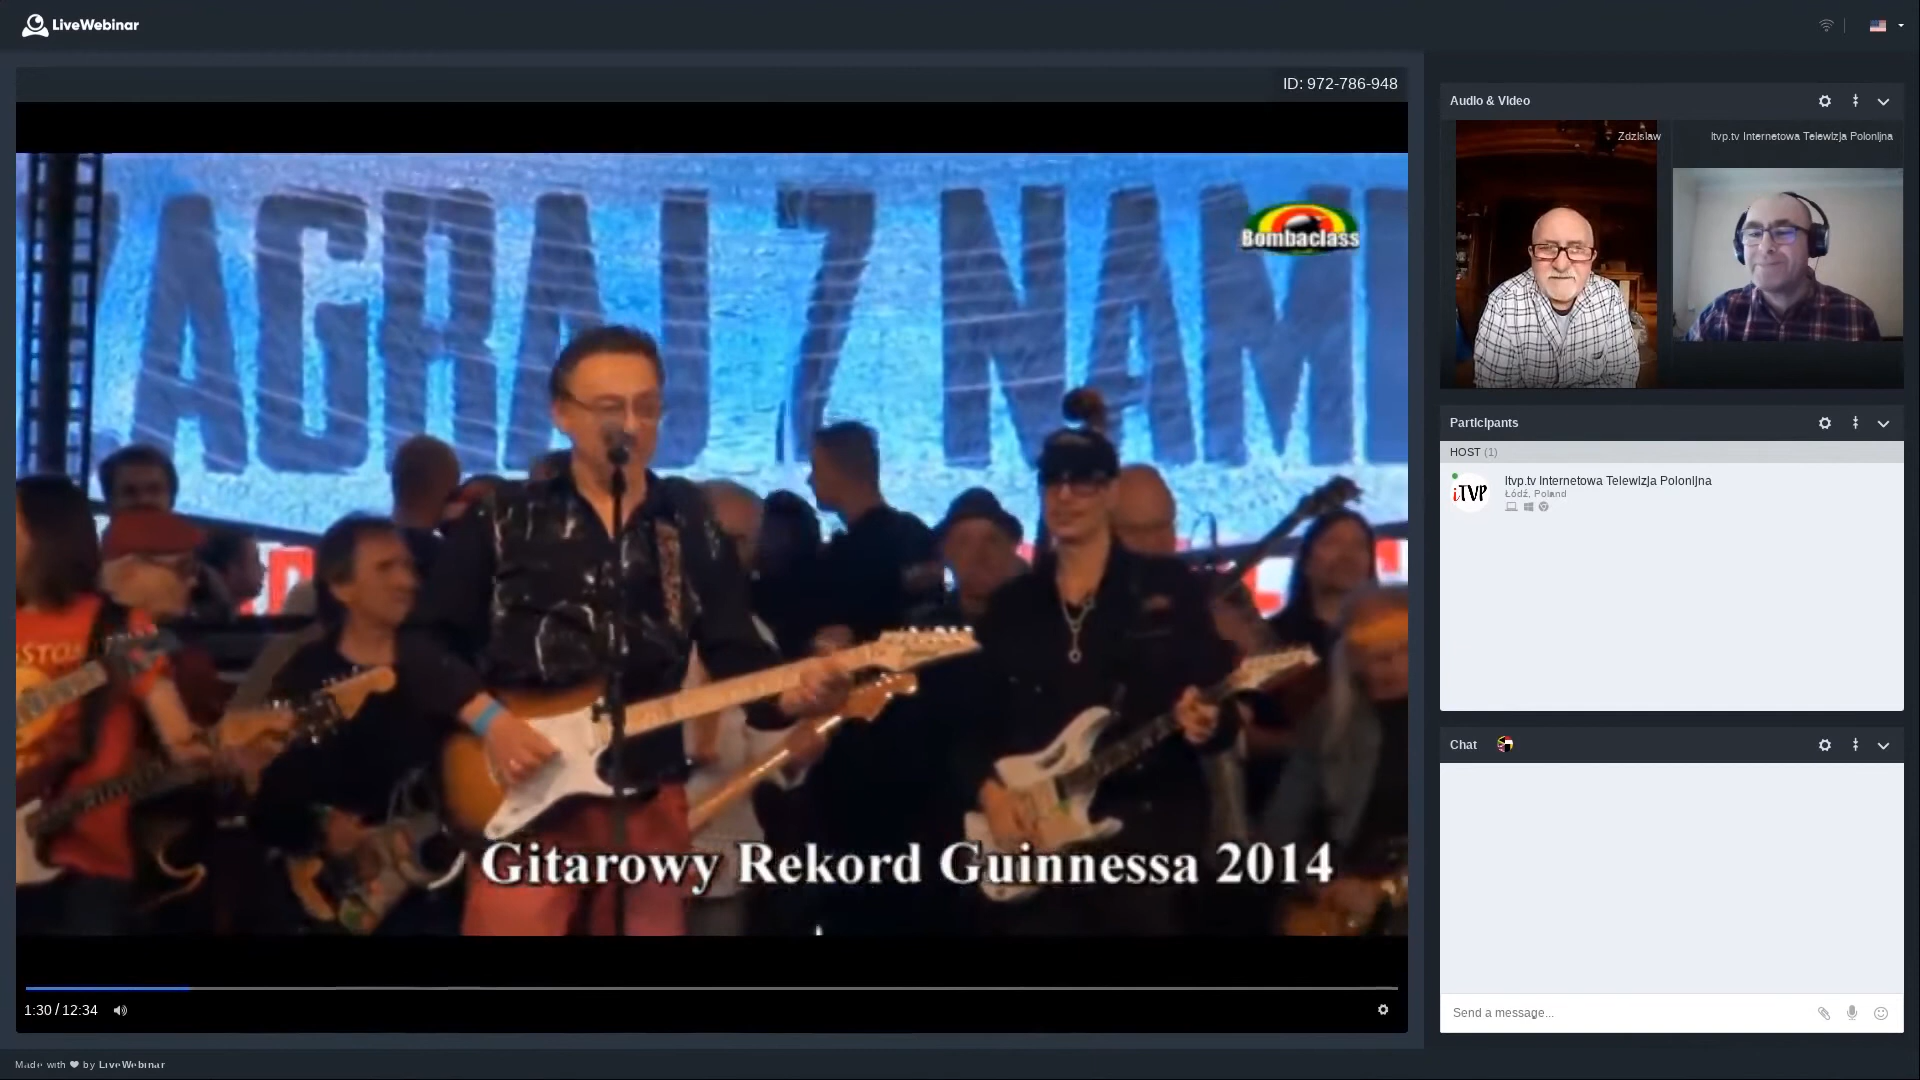 LiveWebinar
ID: 972-786-948
Audio & Video
Zdzislaw
Itvp.tv Internetowa Telewizja Polonijna
ZAGRAJ Z NAMI
Bombaclass
Participants
HOST (1)
iTVP
Itvp.tv Internetowa Telewizja Polonijna
Łódź, Poland
Gitarowy Rekord Guinnessa 2014
Chat
1:30 / 12:34
Send a message...
Made with ❤ by LiveWebinar